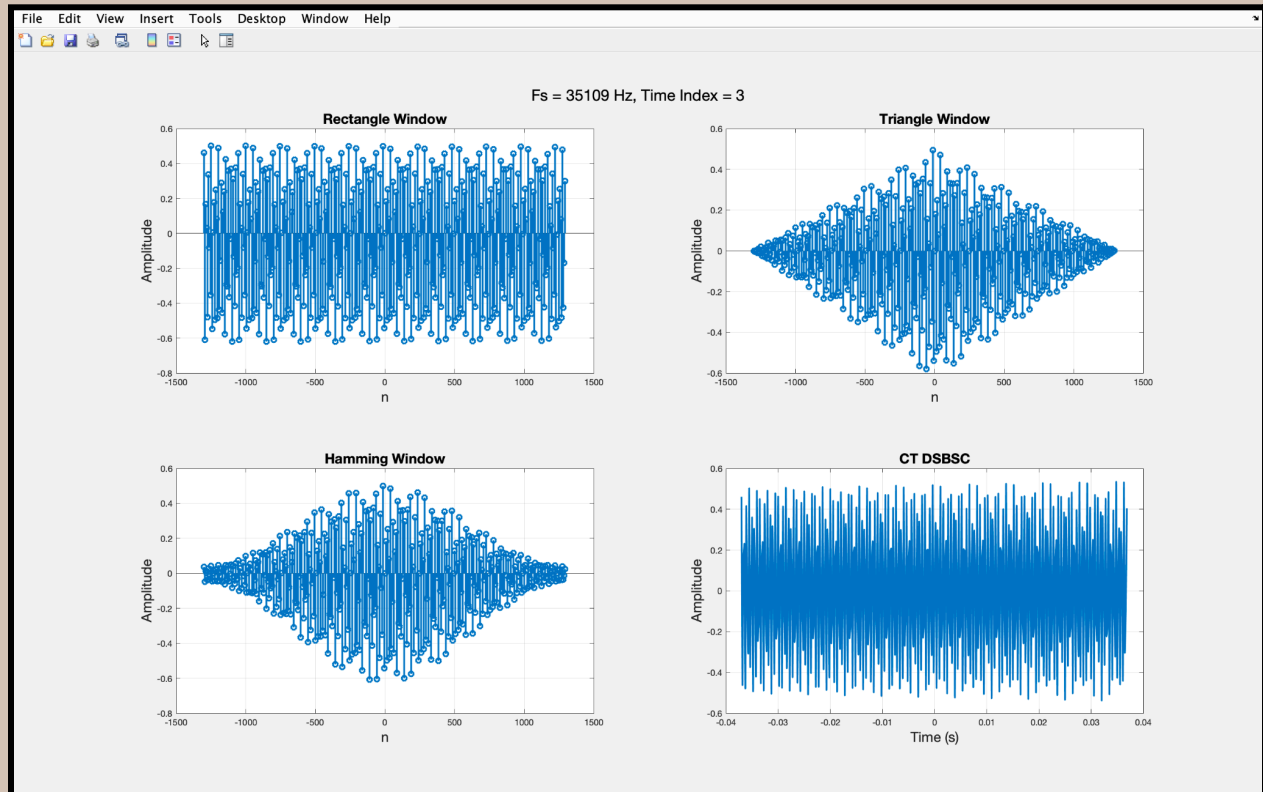 File Edit View Insert Tools Desktop Window Help
Fs = 35109 Hz, Time Index = 3
Rectangle Window
0.6
0.4
0.2
0
-0.2
-0.4
-0.6
-0.8
Amplitude
-1500 -1000 -500 0 500 1000 1500
n
Triangle Window
0.6
0.4
0.2
0
-0.2
-0.4
-0.6
Amplitude
-1500 -1000 -500 0 500 1000 1500
n
Hamming Window
0.6
0.4
0.2
0
-0.2
-0.4
-0.6
-0.8
Amplitude
-1500 -1000 -500 0 500 1000 1500
n
CT DSBSC
0.6
0.4
0.2
0
-0.2
-0.4
-0.6
Amplitude
-0.04 -0.03 -0.02 -0.01 0 0.01 0.02 0.03 0.04
Time (s)